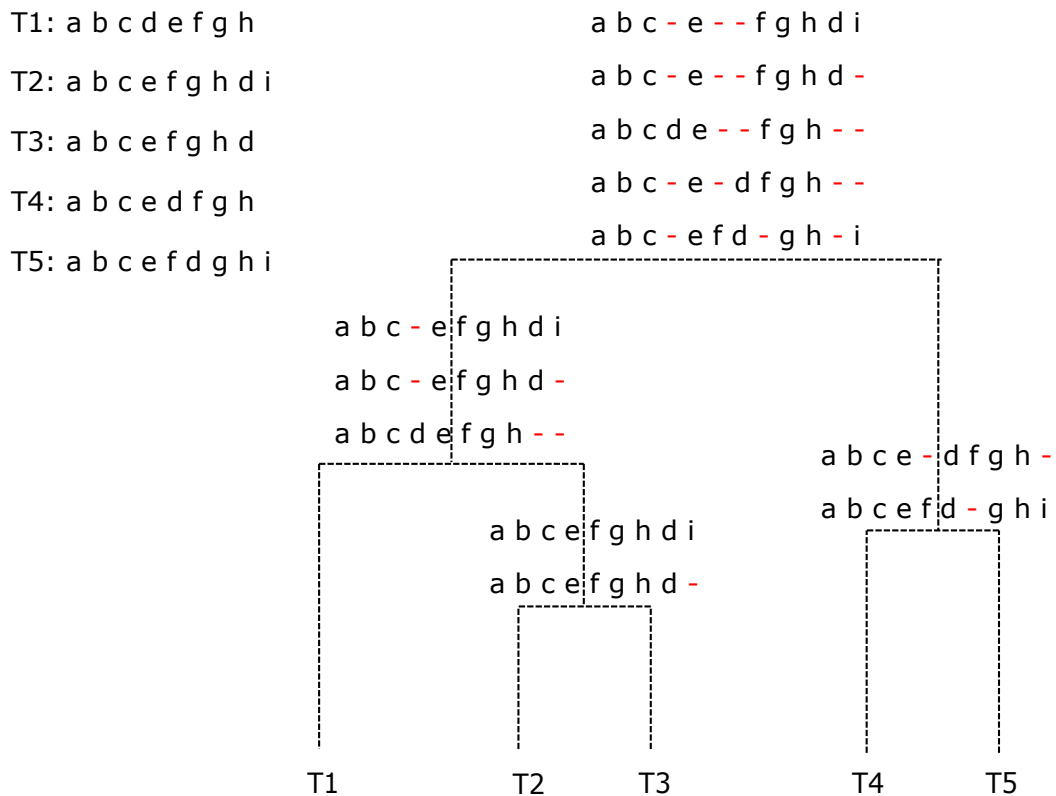 T1: a b c d e f g h
T2: a b c e f g h d i
T3: a b c e f g h d
T4: a b c e d f g h
T5: a b c e f d g h i
a b c - e - - f g h d i
a b c - e - - f g h d -
a b c d e - - f g h - -
a b c - e - d f g h - -
a b c - e f d - g h - i
a b c - e f g h d i
a b c - e f g h d -
a b c d e f g h - -
a b c e - d f g h -
a b c e f d - g h i
a b c e f g h d i
a b c e f g h d -
T1 T2 T3 T4 T5